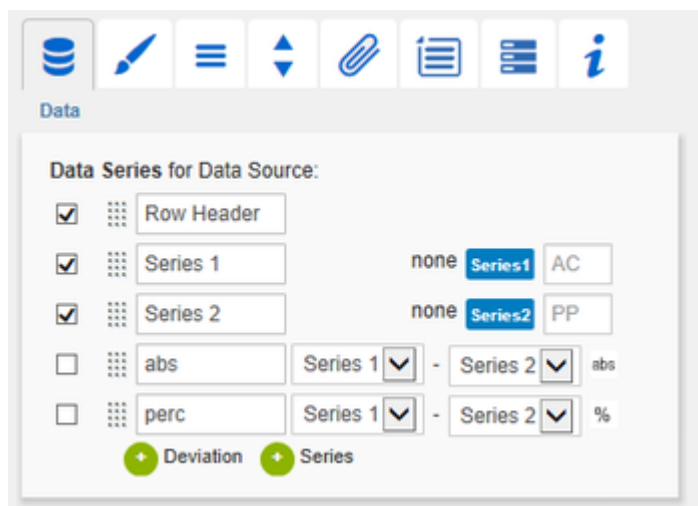 Data
Data Series for Data Source:
Row Header
Series 1 none Series1 AC
Series 2 none Series2 PP
abs Series 1 - Series 2 abs
perc Series 1 - Series 2 %
+ Deviation + Series